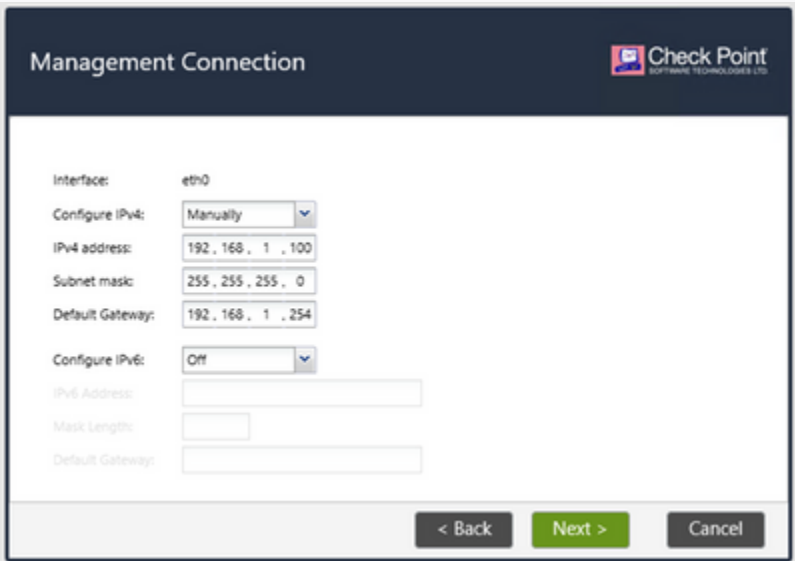 Management Connection
Check Point
SOFTWARE TECHNOLOGIES LTD.
Interface: eth0
Configure IPv4: Manually
IPv4 address: 192 . 168 . 1 . 100
Subnet mask: 255 . 255 . 255 . 0
Default Gateway: 192 . 168 . 1 . 254
Configure IPv6: Off
IPv6 Address:
Mask Length:
Default Gateway:
< Back Next > Cancel